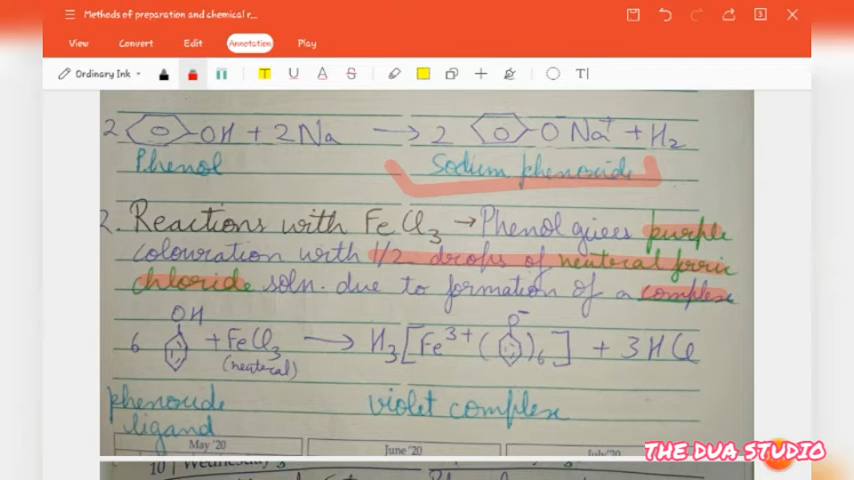 Methods of preparation and chemical r...
3
View Convert Edit Annotation Play
Ordinary Ink T
2 OH + 2Na → 2 O⁻Na⁺ + H₂
Phenol Sodium phenoxide
2. Reactions with FeCl₃ → Phenol gives purple
colouration with 1/2 drops of neuteral ferric
chloride soln. due to formation of a complex
OH O⁻
6 + FeCl₃ → H₃[Fe³⁺( )₆] + 3HCl
(neuteral)
phenoxide violet complex
ligand
May '20 June '20 July '20
10 | Wednesday
THE DUA STUDIO